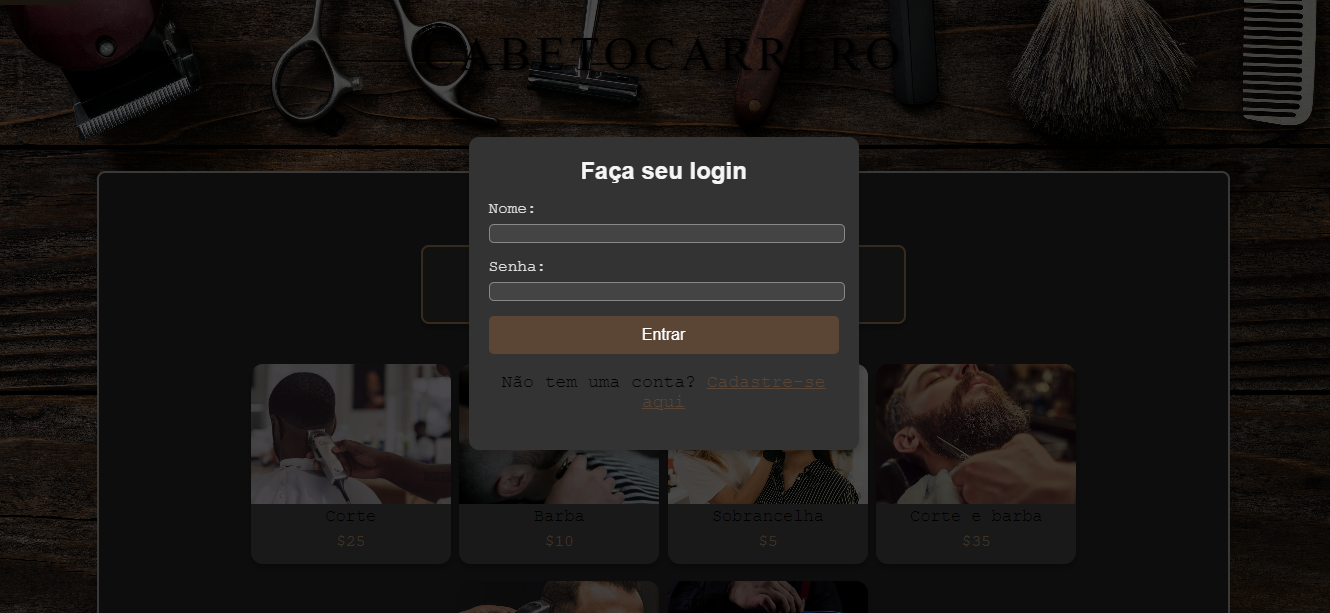 CABETOCARRERO
Faça seu login
Nome:
Senha:
Entrar
Não tem uma conta? Cadastre-se
aqui
Corte
Barba
Sobrancelha
Corte e barba
$25
$10
$5
$35